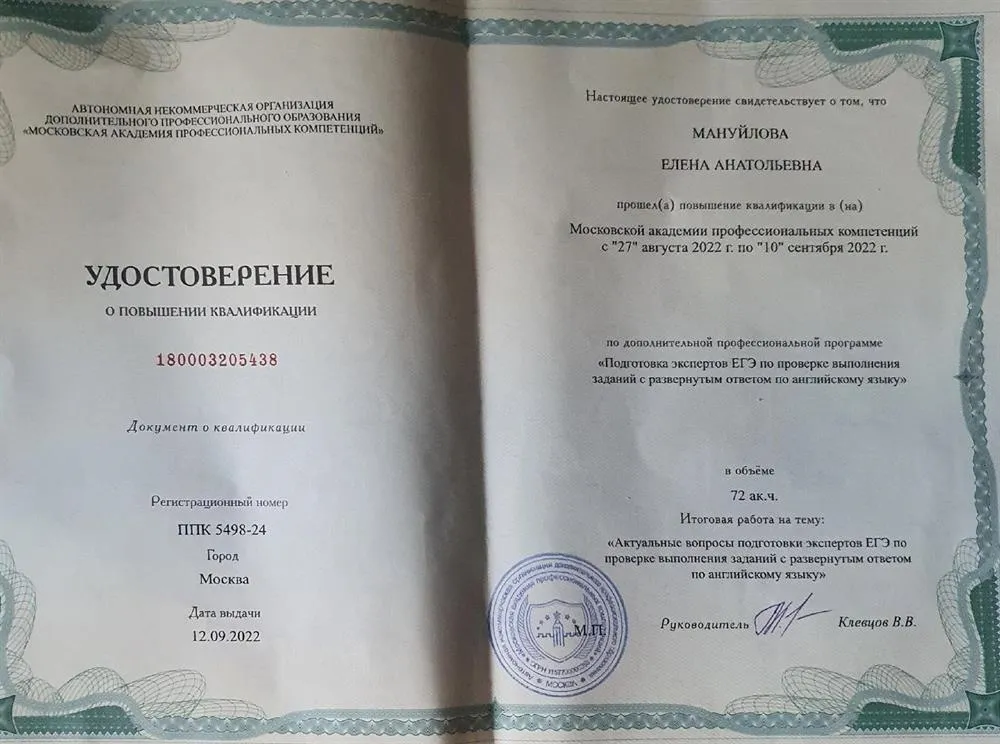 АВТОНОМНАЯ НЕКОММЕРЧЕСКАЯ ОРГАНИЗАЦИЯ
ДОПОЛНИТЕЛЬНОГО ПРОФЕССИОНАЛЬНОГО ОБРАЗОВАНИЯ
«МОСКОВСКАЯ АКАДЕМИЯ ПРОФЕССИОНАЛЬНЫХ КОМПЕТЕНЦИЙ»
УДОСТОВЕРЕНИЕ
О ПОВЫШЕНИИ КВАЛИФИКАЦИИ
180003205438
Документ о квалификации
Регистрационный номер
ППК 5498-24
Город
Москва
Дата выдачи
12.09.2022
Настоящее удостоверение свидетельствует о том, что
МАНУЙЛОВА
ЕЛЕНА АНАТОЛЬЕВНА
прошел(а) повышение квалификации в (на)
Московской академии профессиональных компетенций
с "27" августа 2022 г. по "10" сентября 2022 г.
по дополнительной профессиональной программе
«Подготовка экспертов ЕГЭ по проверке выполнения
заданий с развернутым ответом по английскому языку»
в объёме
72 ак.ч.
Итоговая работа на тему:
«Актуальные вопросы подготовки экспертов ЕГЭ по
проверке выполнения заданий с развернутым ответом
по английскому языку»
М.П.
Руководитель
Клевцов В.В.